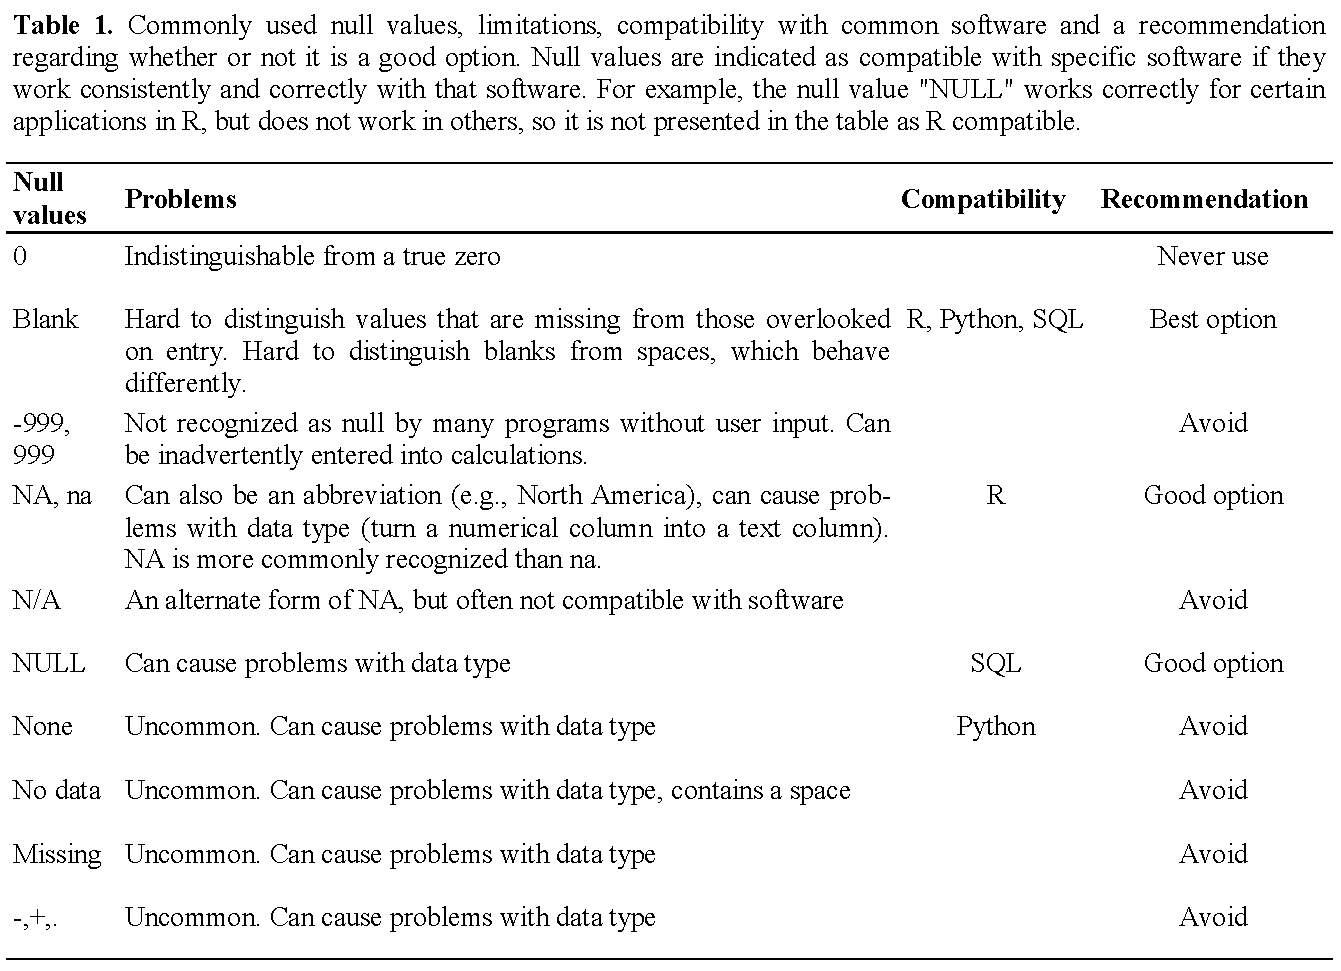 Table 1. Commonly used null values, limitations, compatibility with common software and a recommendation
regarding whether or not it is a good option. Null values are indicated as compatible with specific software if they
work consistently and correctly with that software. For example, the null value "NULL" works correctly for certain
applications in R, but does not work in others, so it is not presented in the table as R compatible.
Null
values Problems Compatibility Recommendation
0 Indistinguishable from a true zero Never use
Blank Hard to distinguish values that are missing from those overlooked R, Python, SQL Best option
on entry. Hard to distinguish blanks from spaces, which behave
differently.
-999, Not recognized as null by many programs without user input. Can Avoid
999 be inadvertently entered into calculations.
NA, na Can also be an abbreviation (e.g., North America), can cause prob- R Good option
lems with data type (turn a numerical column into a text column).
NA is more commonly recognized than na.
N/A An alternate form of NA, but often not compatible with software Avoid
NULL Can cause problems with data type SQL Good option
None Uncommon. Can cause problems with data type Python Avoid
No data Uncommon. Can cause problems with data type, contains a space Avoid
Missing Uncommon. Can cause problems with data type Avoid
-,+,. Uncommon. Can cause problems with data type Avoid